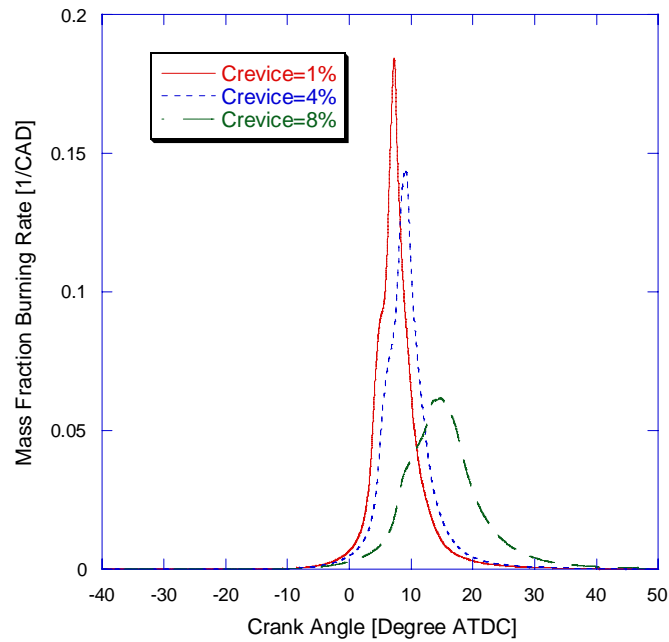 0.2
Crevice=1%
Crevice=4%
Crevice=8%
0.15
0.1
0.05
0
Mass Fraction Burning Rate [1/CAD]
-40 -30 -20 -10 0 10 20 30 40 50
Crank Angle [Degree ATDC]